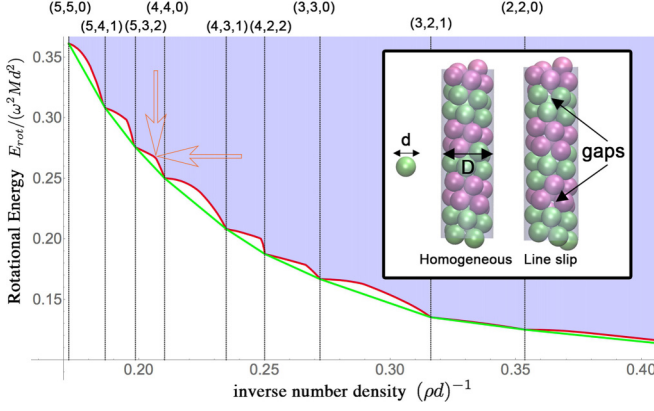 (5,5,0) (4,4,0) (3,3,0) (2,2,0)
(5,4,1) (5,3,2) (4,3,1) (4,2,2) (3,2,1)
0.35
0.30
0.25
0.20
0.15
Rotational Energy E_rot/(ω² M d²)
d
D
gaps
Homogeneous Line slip
0.20 0.25 0.30 0.35 0.40
inverse number density (ρd)⁻¹